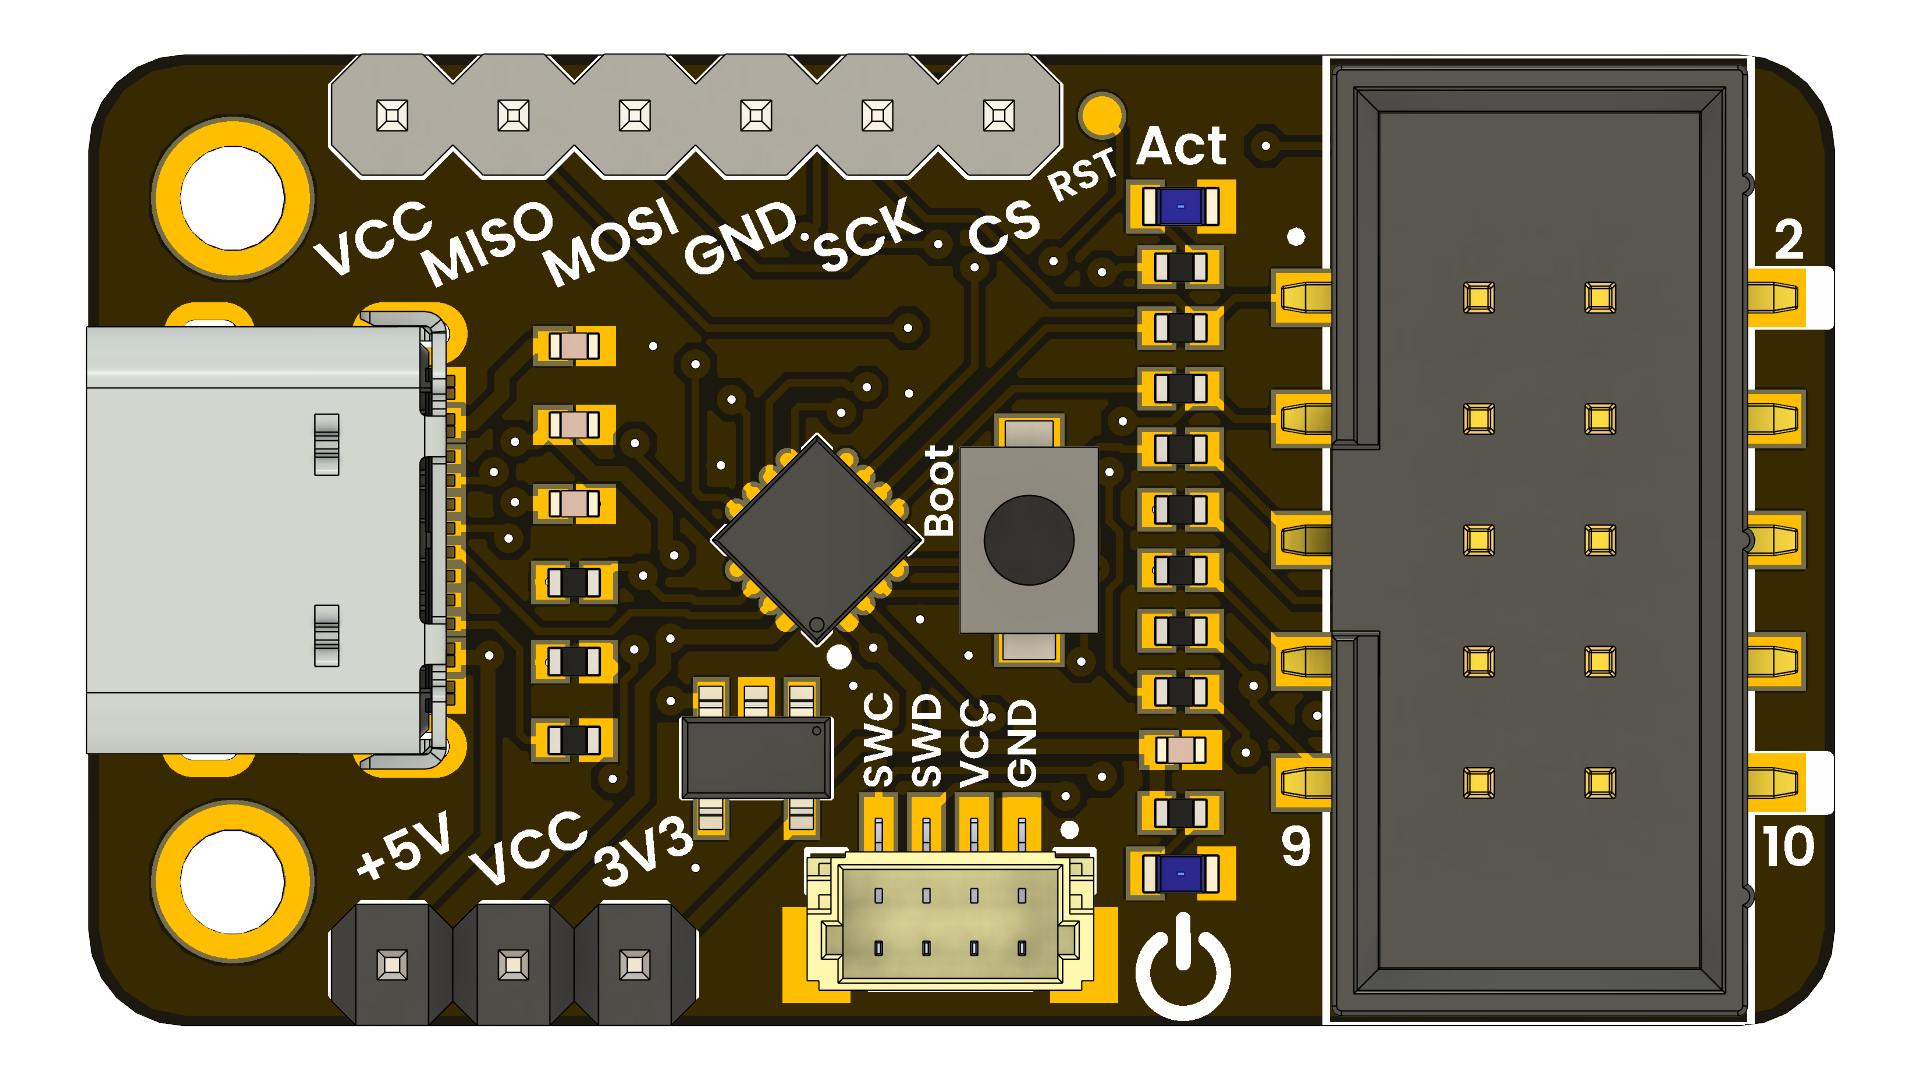 Act
RST
VCC
MISO
MOSI
GND
SCK
CS
2
Boot
SWC
SWD
VCC
GND
+5V
VCC
3V3
9
10